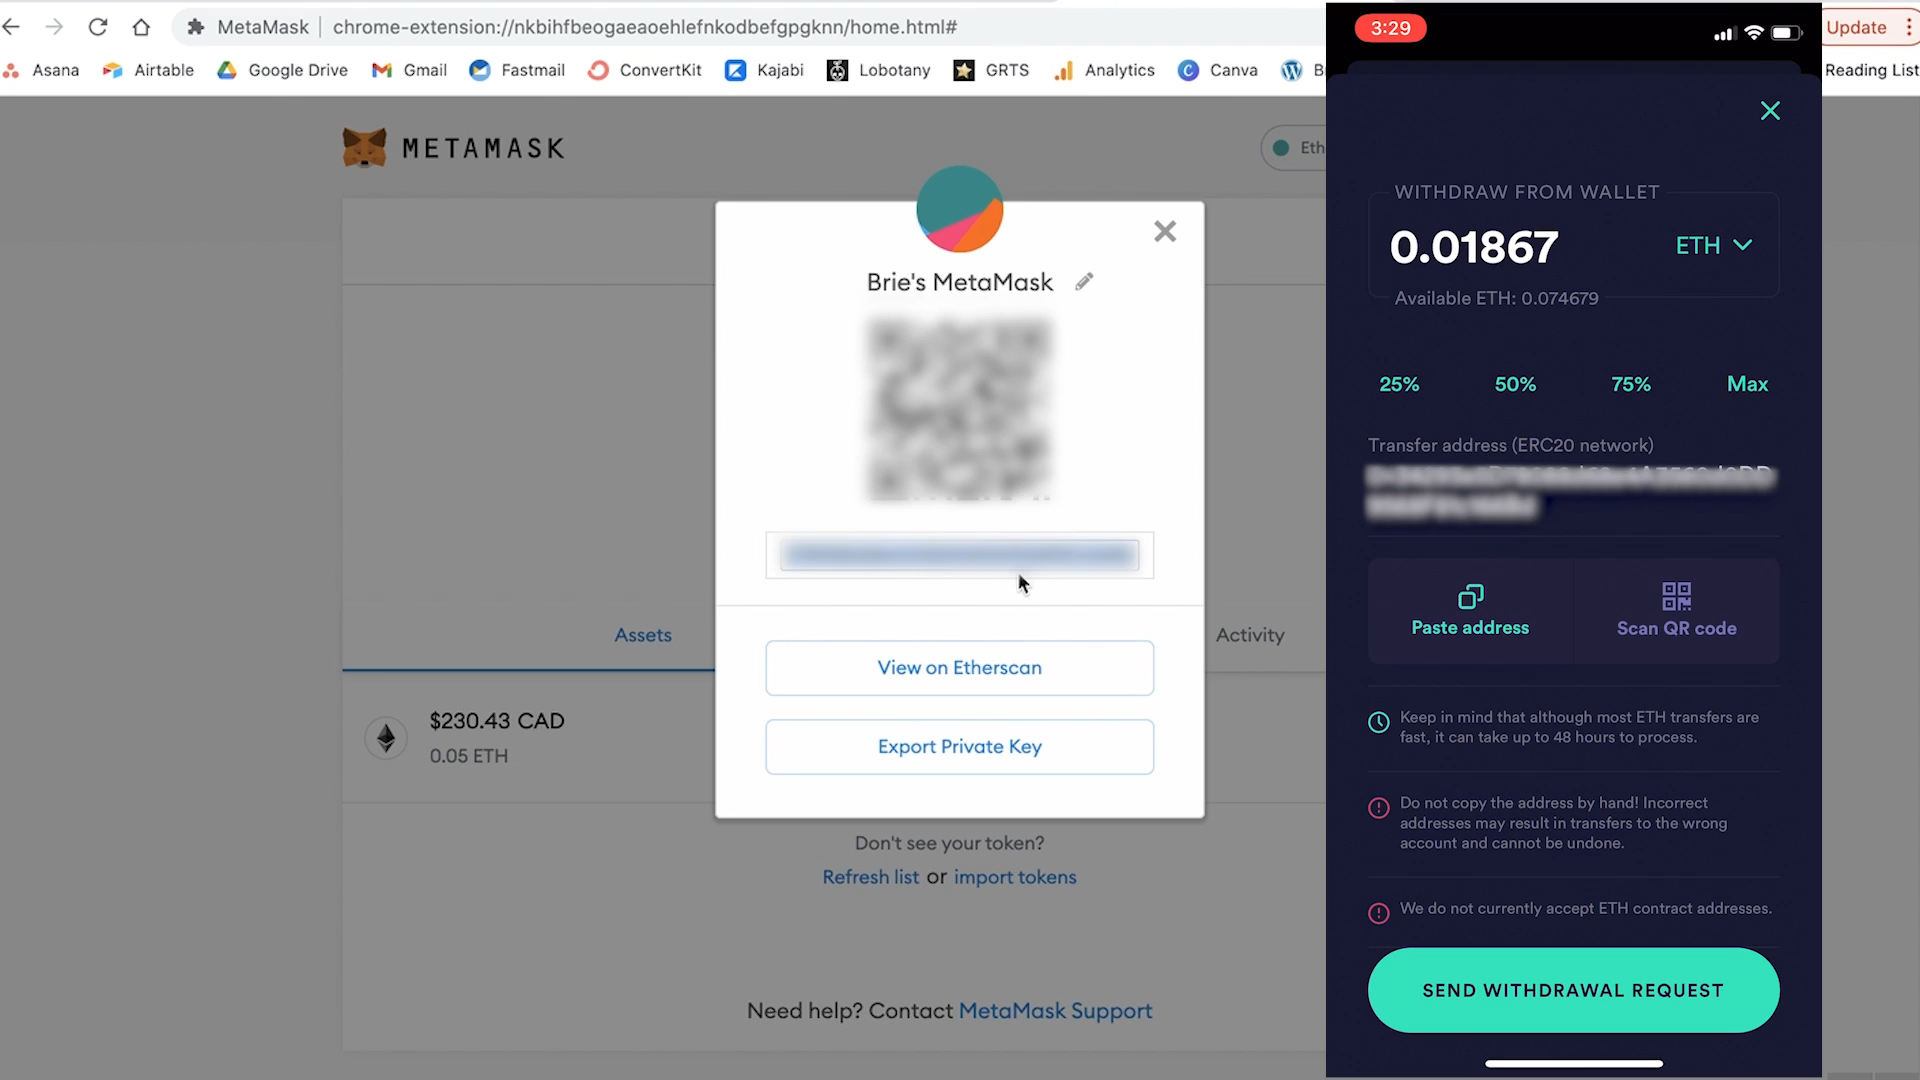 MetaMask
chrome-extension://nkbihfbeogaeaoehlefnkodbefgpgknn/home.html#
Update
Asana
Airtable
Google Drive
Gmail
Fastmail
ConvertKit
Kajabi
Lobotany
GRTS
Analytics
Canva
Reading List
METAMASK
Eth
Brie's MetaMask
Assets
Activity
View on Etherscan
Export Private Key
$230.43 CAD
0.05 ETH
Don't see your token?
Refresh list or import tokens
Need help? Contact MetaMask Support
3:29
WITHDRAW FROM WALLET
0.01867
ETH
Available ETH: 0.074679
25%
50%
75%
Max
Transfer address (ERC20 network)
Paste address
Scan QR code
Keep in mind that although most ETH transfers are
fast, it can take up to 48 hours to process.
Do not copy the address by hand! Incorrect
addresses may result in transfers to the wrong
account and cannot be undone.
We do not currently accept ETH contract addresses.
SEND WITHDRAWAL REQUEST